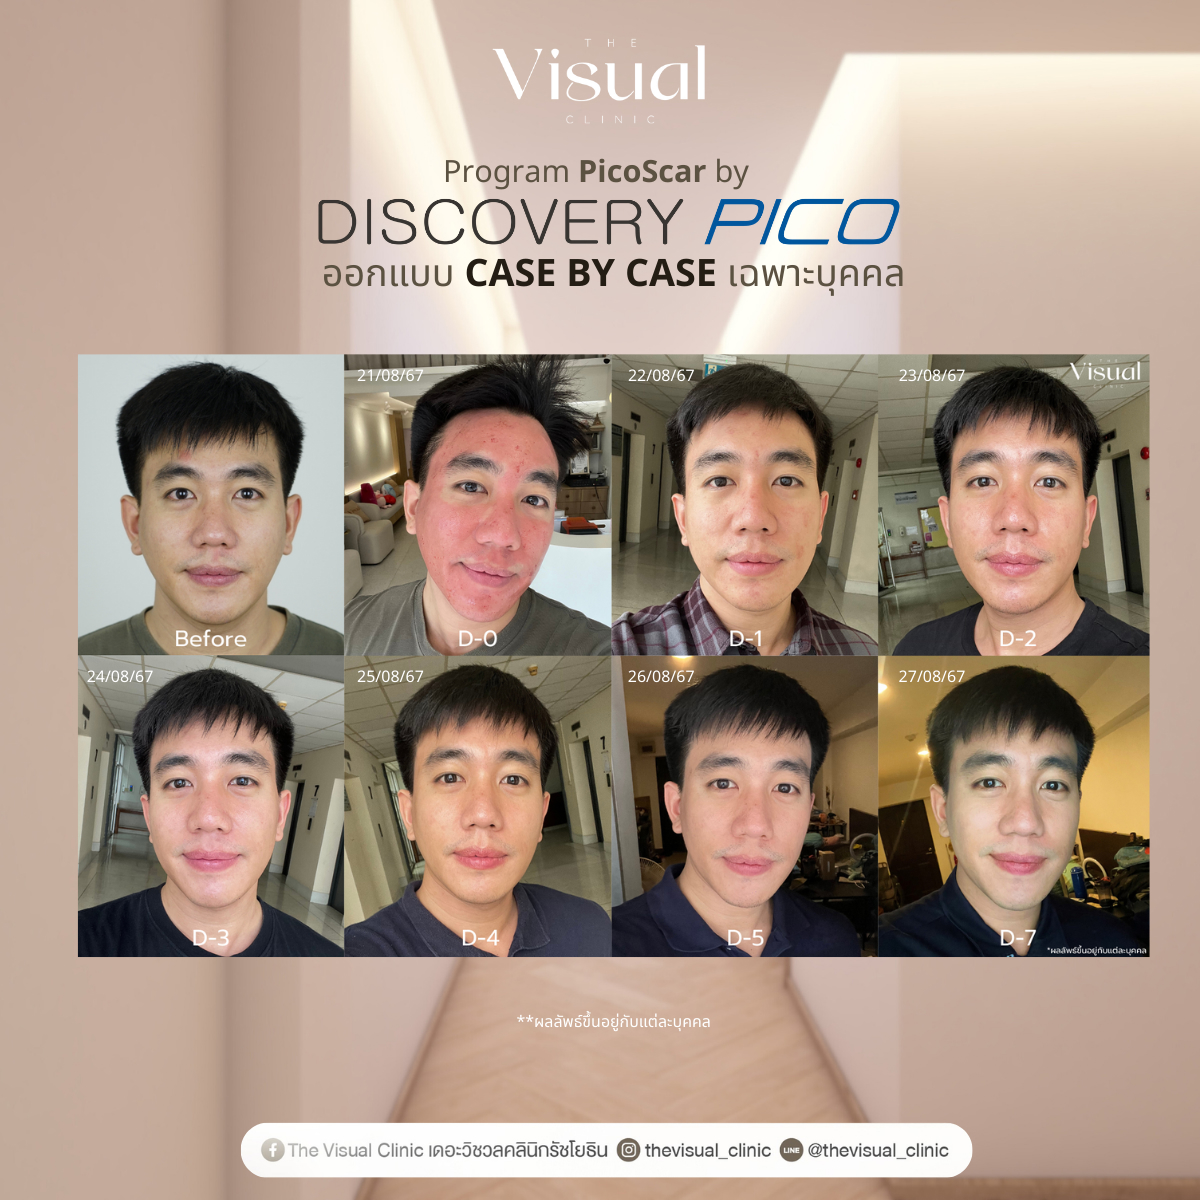 THE
Visual
CLINIC
Program PicoScar by
DISCOVERY PICO
ออกแบบ CASE BY CASE เฉพาะบุคคล
Before
21/08/67
D-0
22/08/67
D-1
23/08/67
THE
Visual
CLINIC
D-2
24/08/67
D-3
25/08/67
D-4
26/08/67
D-5
27/08/67
D-7
*ผลลัพธ์ขึ้นอยู่กับแต่ละบุคคล
**ผลลัพธ์ขึ้นอยู่กับแต่ละบุคคล
The Visual Clinic เดอะวิชวลคลินิกรัชโยธิน thevisual_clinic LINE @thevisual_clinic